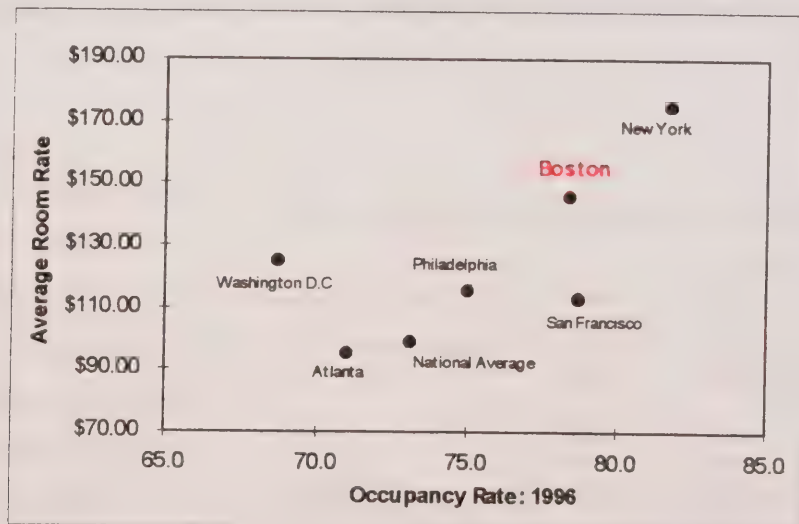 $190.00
$170.00
$150.00
$130.00
$110.00
$90.00
$70.00
Average Room Rate
New York
Boston
Philadelphia
Washington D.C
San Francisco
National Average
Atlanta
65.0 70.0 75.0 80.0 85.0
Occupancy Rate: 1996